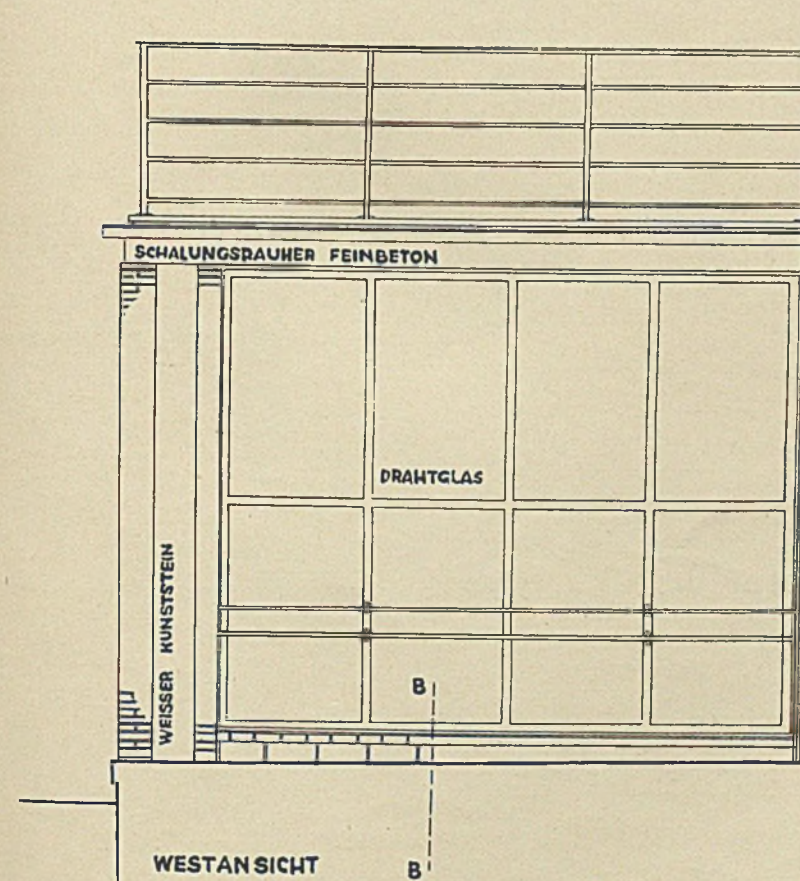 SCHALUNGSRAUHER FEINBETON
DRAHTGLAS
WEISSER KUNSTSTEIN
B
WESTANSICHT
B